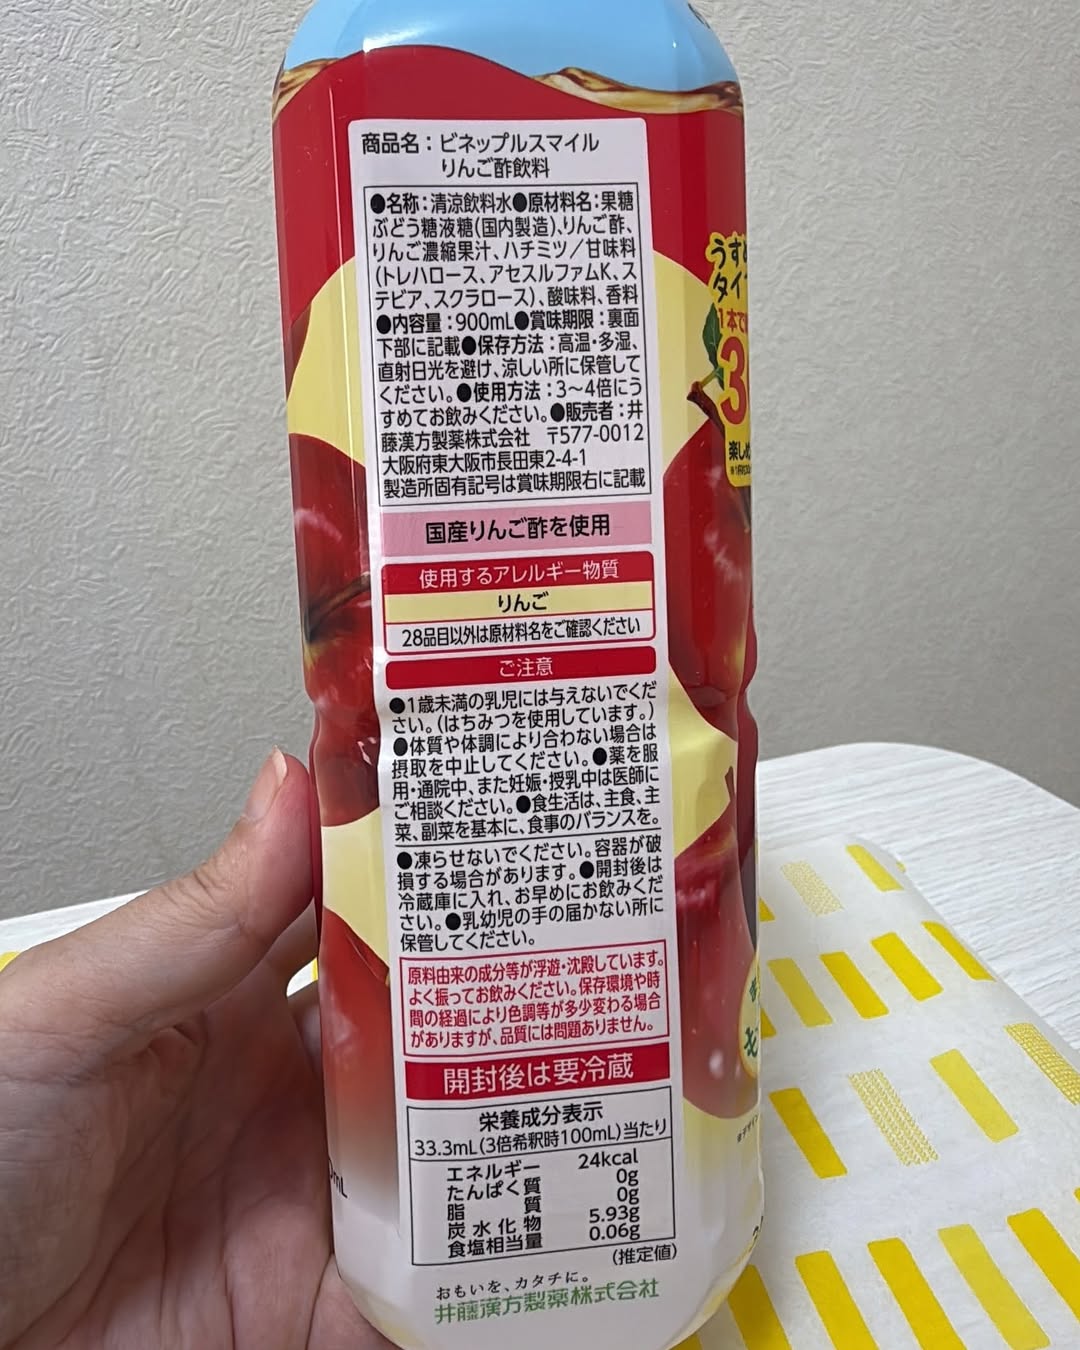 商品名：ビネップルスマイル
りんご酢飲料
●名称：清涼飲料水●原材料名：果糖
ぶどう糖液糖(国内製造)、りんご酢、
りんご濃縮果汁、ハチミツ／甘味料
(トレハロース、アセスルファムK、ス
テビア、スクラロース)、酸味料、香料
●内容量：900mL●賞味期限：裏面
下部に記載●保存方法：高温・多湿、
直射日光を避け、涼しい所に保管して
ください。●使用方法：3〜4倍にう
すめてお飲みください。●販売者：井
藤漢方製薬株式会社　〒577-0012
大阪府東大阪市長田東2-4-1
製造所固有記号は賞味期限右に記載
国産りんご酢を使用
使用するアレルギー物質
りんご
28品目以外は原材料名をご確認ください
ご注意
●1歳未満の乳児には与えないでくだ
さい。(はちみつを使用しています。)
●体質や体調により合わない場合は
摂取を中止してください。●薬を服
用・通院中、また妊娠・授乳中は医師に
ご相談ください。●食生活は、主食、主
菜、副菜を基本に、食事のバランスを。
●凍らせないでください。容器が破
損する場合があります。●開封後は
冷蔵庫に入れ、お早めにお飲みくだ
さい。●乳幼児の手の届かない所に
保管してください。
原料由来の成分等が浮遊・沈殿しています。
よく振ってお飲みください。保存環境や時
間の経過により色調等が多少変わる場合
がありますが、品質には問題ありません。
開封後は要冷蔵
栄養成分表示
33.3mL(3倍希釈時100mL)当たり
エネルギー 24kcal
たんぱく質 0g
脂質 0g
炭水化物 5.93g
食塩相当量 0.06g
(推定値)
おもいを、カタチに。
井藤漢方製薬株式会社
うす
タイ
1本で
3
楽し
mL